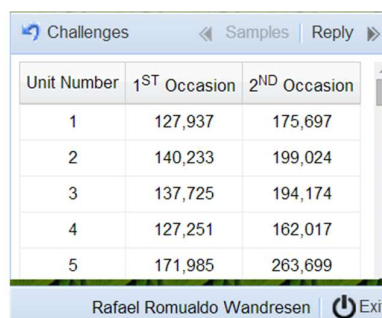 Challenges Samples Reply
Unit Number 1ST Occasion 2ND Occasion
1 127,937 175,697
2 140,233 199,024
3 137,725 194,174
4 127,251 162,017
5 171,985 263,699
Rafael Romualdo Wandresen Exit